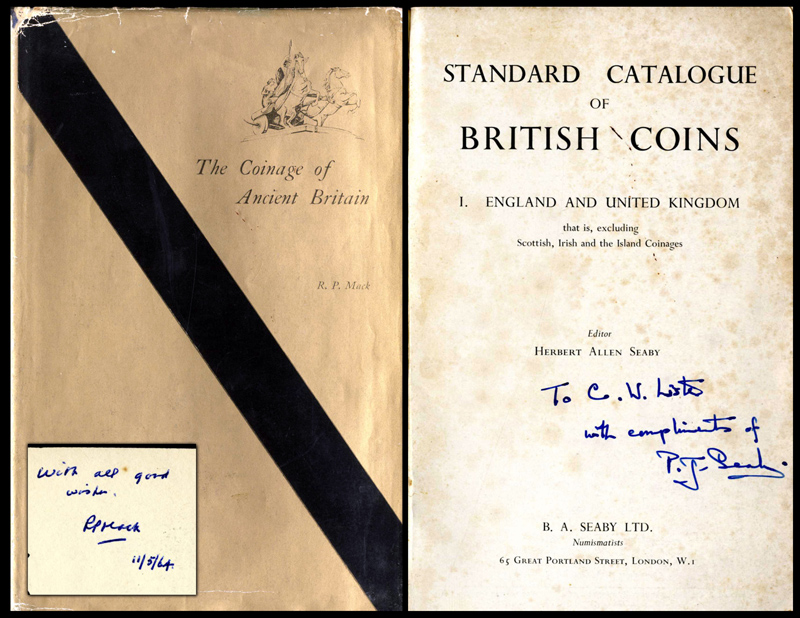 The Coinage of
Ancient Britain
R. P. Mack
With all good
wishes.
RPMack
11/5/64.
STANDARD CATALOGUE
OF
BRITISH COINS
I. ENGLAND AND UNITED KINGDOM
that is, excluding
Scottish, Irish and the Island Coinages
Editor
HERBERT ALLEN SEABY
To C. W. Lister
with compliments of
P. J. Seaby.
B. A. SEABY LTD.
Numismatists
65 GREAT PORTLAND STREET, LONDON, W.1